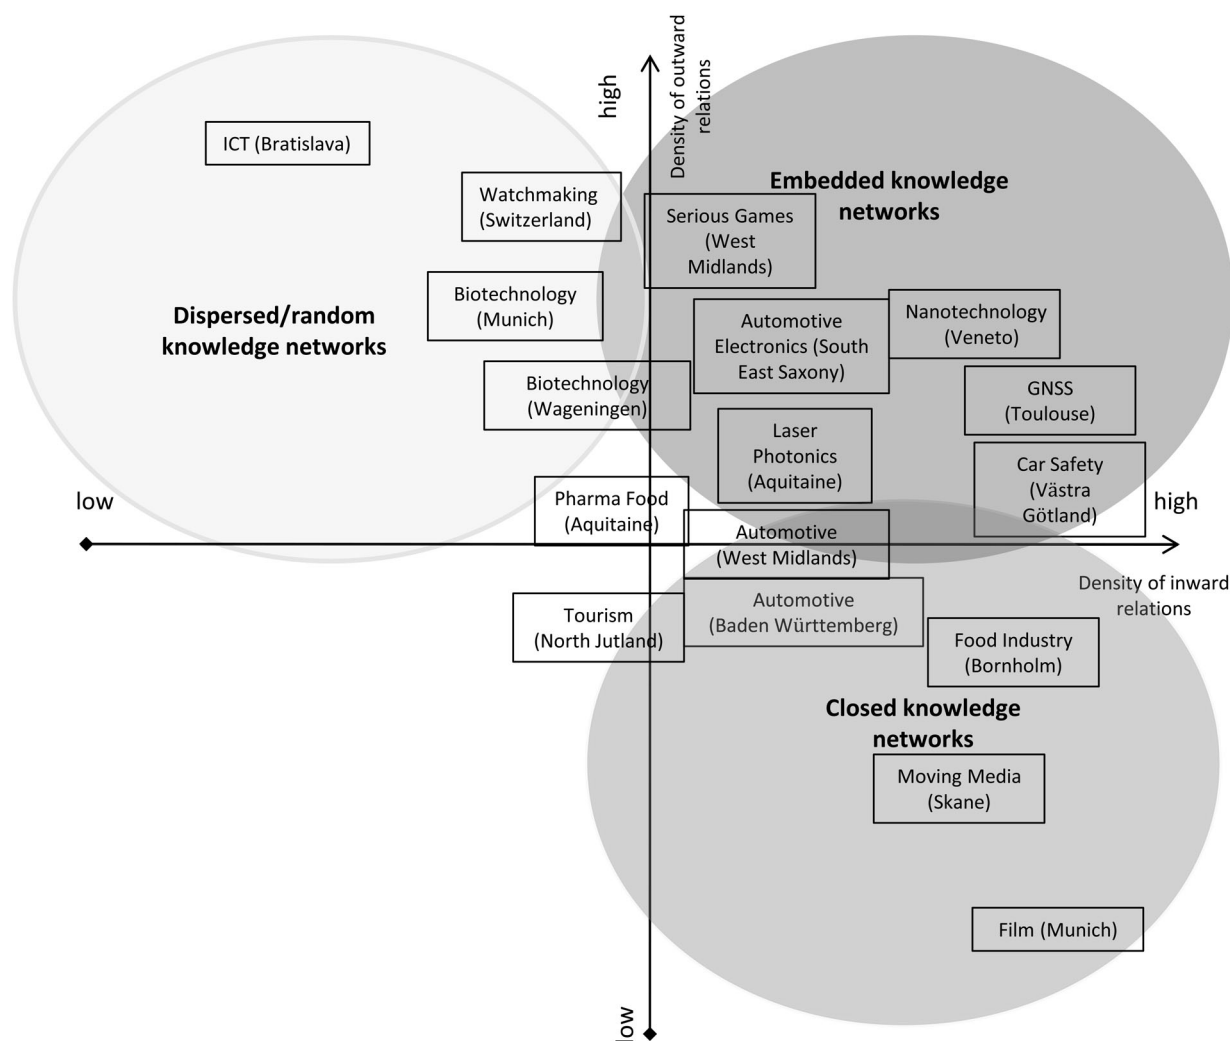 high
Density of outward
relations
ICT (Bratislava)
Watchmaking
(Switzerland)
Embedded knowledge
networks
Serious Games
(West
Midlands)
Biotechnology
(Munich)
Dispersed/random
knowledge networks
Automotive
Electronics (South
East Saxony)
Nanotechnology
(Veneto)
Biotechnology
(Wageningen)
GNSS
(Toulouse)
Laser
Photonics
(Aquitaine)
Car Safety
(Västra
Götland)
low
Pharma Food
(Aquitaine)
high
Automotive
(West Midlands)
Density of inward
relations
Tourism
(North Jutland)
Automotive
(Baden Württemberg)
Food Industry
(Bornholm)
Closed knowledge
networks
Moving Media
(Skane)
Film (Munich)
low